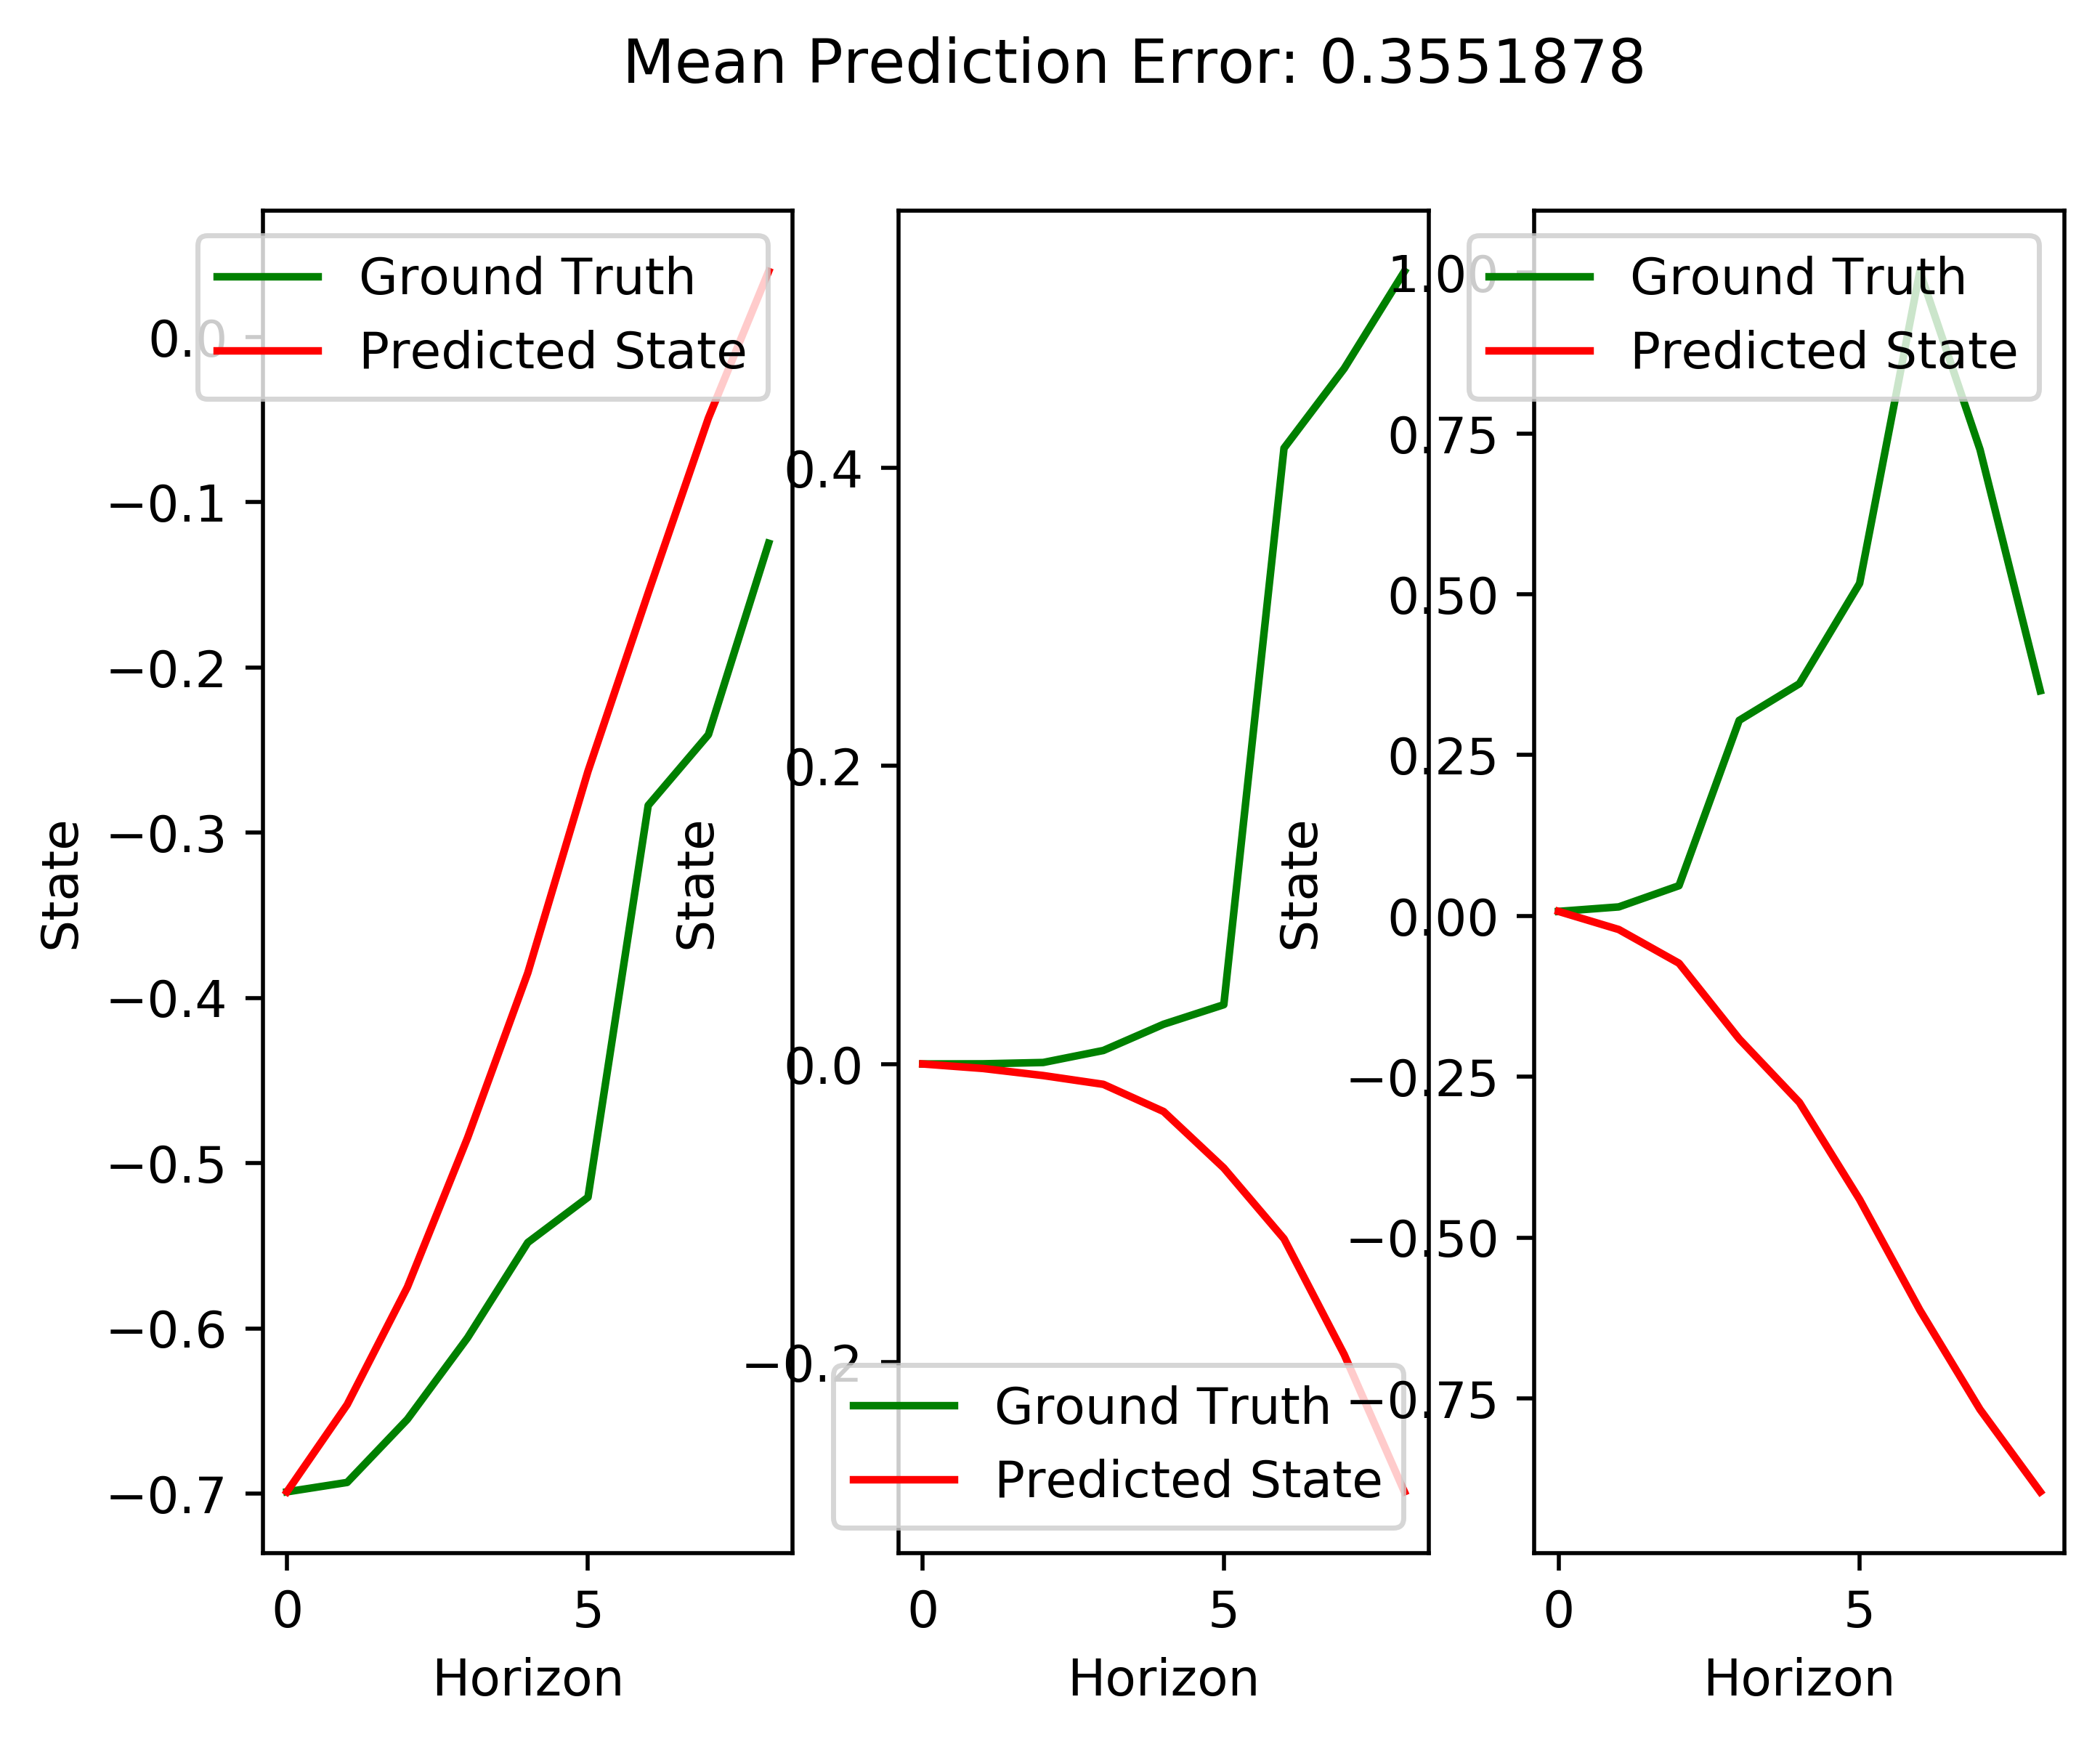 Mean Prediction Error: 0.3551878
State
0.0
−0.1
−0.2
−0.3
−0.4
−0.5
−0.6
−0.7
Ground Truth
Predicted State
0 5
Horizon
State
0.4
0.2
0.0
−0.2
Ground Truth
Predicted State
0 5
Horizon
State
1.00
0.75
0.50
0.25
0.00
−0.25
−0.50
−0.75
Ground Truth
Predicted State
0 5
Horizon